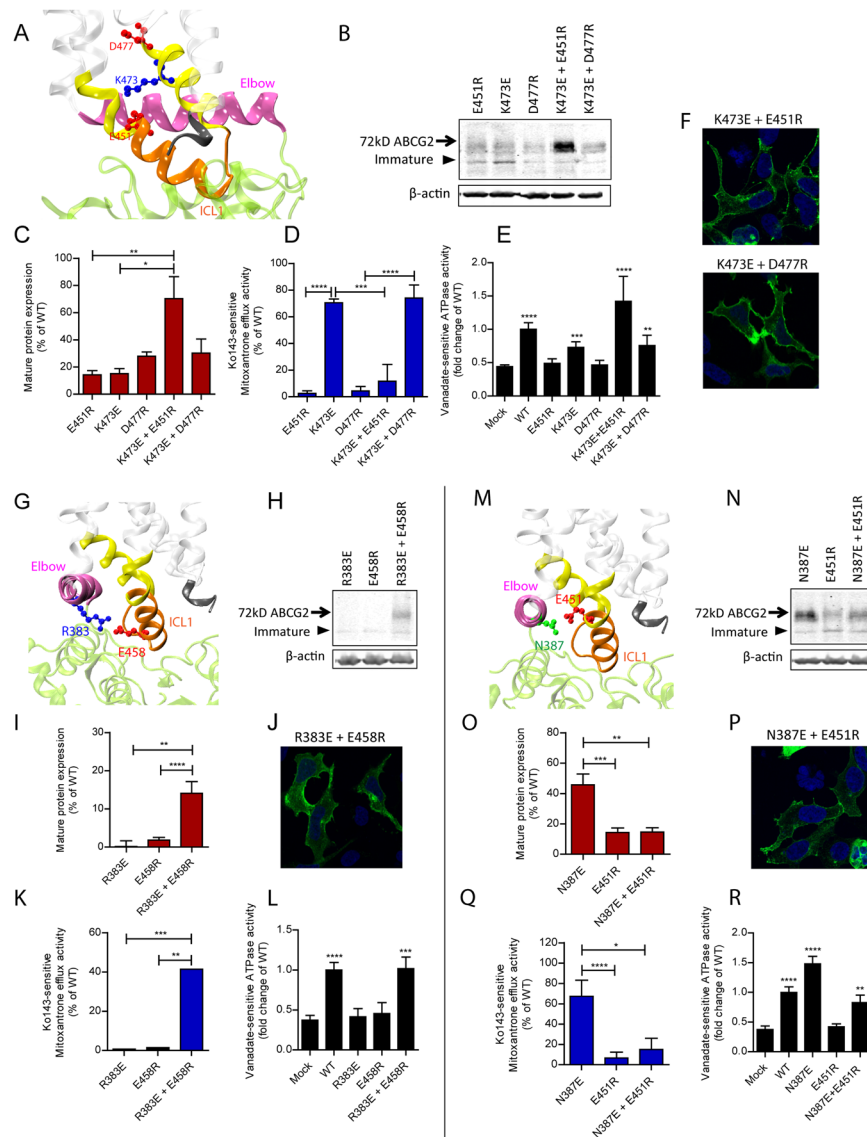 A
D477
K473
Elbow
E451
ICL1
B
E451R
K473E
D477R
K473E + E451R
K473E + D477R
72kD ABCG2
Immature
β-actin
F
K473E + E451R
K473E + D477R
C
Mature protein expression
(% of WT)
100
80
60
40
20
0
**
*
E451R
K473E
D477R
K473E + E451R
K473E + D477R
D
Ko143-sensitive
Mitoxantrone efflux activity
(% of WT)
100
80
60
40
20
0
****
***
****
E451R
K473E
D477R
K473E + E451R
K473E + D477R
E
Vanadate-sensitive ATPase activity
(fold change of WT)
2.0
1.5
1.0
0.5
0.0
****
***
****
**
Mock
WT
E451R
K473E
D477R
K473E+E451R
K473E + D477R
G
Elbow
R383
ICL1
E458
H
R383E
E458R
R383E + E458R
72kD ABCG2
Immature
β-actin
I
Mature protein expression
(% of WT)
30
20
10
0
**
****
R383E
E458R
R383E + E458R
J
R383E + E458R
K
Ko143-sensitive
Mitoxantrone efflux activity
(% of WT)
60
40
20
0
***
**
R383E
E458R
R383E + E458R
L
Vanadate-sensitive ATPase activity
(fold change of WT)
1.5
1.0
0.5
0.0
****
***
Mock
WT
R383E
E458R
R383E + E458R
M
Elbow
E451
N387
ICL1
N
N387E
E451R
N387E + E451R
72kD ABCG2
Immature
β-actin
O
Mature protein expression
(% of WT)
80
60
40
20
0
**
***
N387E
E451R
N387E + E451R
P
N387E + E451R
Q
Ko143-sensitive
Mitoxantrone efflux activity
(% of WT)
100
80
60
40
20
0
*
****
N387E
E451R
N387E + E451R
R
Vanadate-sensitive ATPase activity
(fold change of WT)
2.0
1.5
1.0
0.5
0.0
****
****
**
Mock
WT
N387E
E451R
N387E+E451R